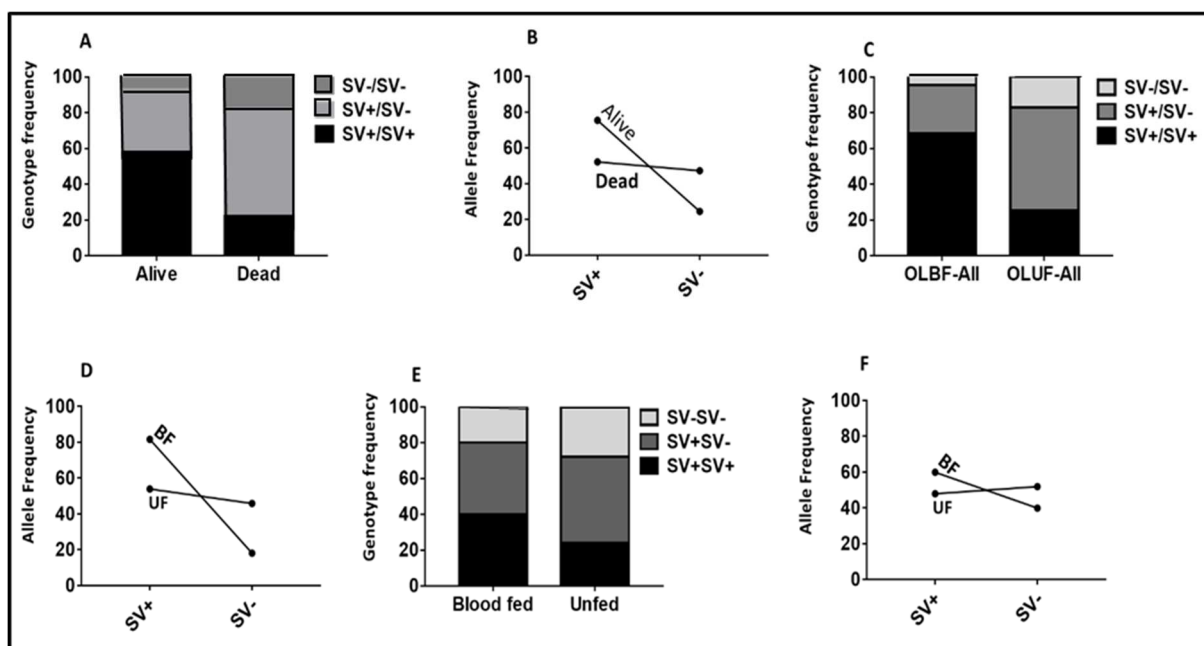 A
Genotype frequency
100
80
60
40
20
0
Alive
Dead
SV-/SV-
SV+/SV-
SV+/SV+
B
Allele Frequency
100
80
60
40
20
0
Alive
Dead
SV+
SV-
C
Genotype frequency
100
80
60
40
20
0
OLBF-All
OLUF-All
SV-/SV-
SV+/SV-
SV+/SV+
D
Allele Frequency
100
80
60
40
20
0
BF
UF
SV+
SV-
E
Genotype frequency
100
80
60
40
20
0
Blood fed
Unfed
SV-SV-
SV+SV-
SV+SV+
F
Allele Frequency
100
80
60
40
20
0
BF
UF
SV+
SV-